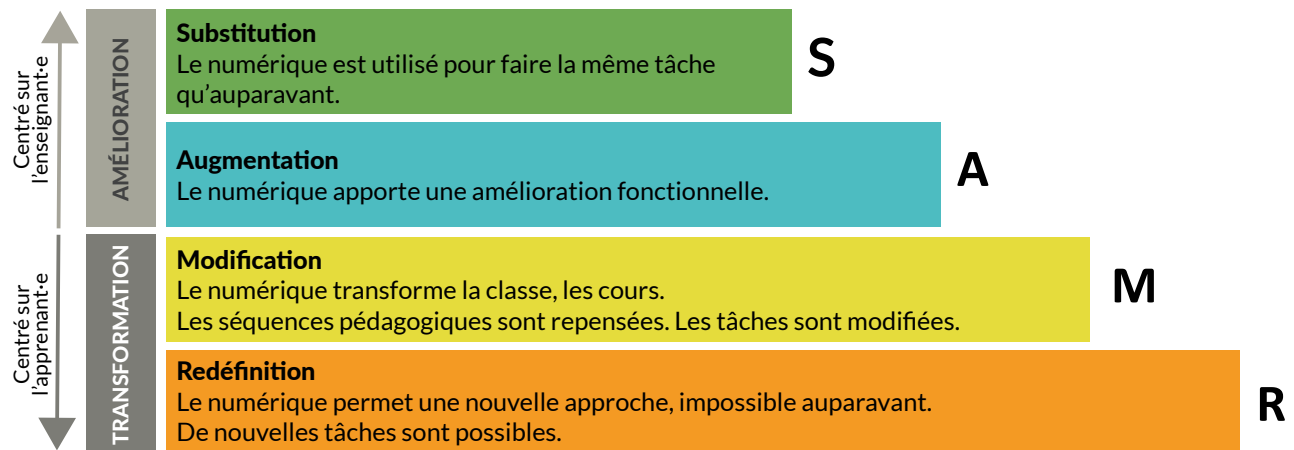 Centré sur
l'enseignant·e
AMÉLIORATION
Substitution
Le numérique est utilisé pour faire la même tâche
qu'auparavant.
S
Augmentation
Le numérique apporte une amélioration fonctionnelle.
A
Centré sur
l'apprenant·e
TRANSFORMATION
Modification
Le numérique transforme la classe, les cours.
Les séquences pédagogiques sont repensées. Les tâches sont modifiées.
M
Redéfinition
Le numérique permet une nouvelle approche, impossible auparavant.
De nouvelles tâches sont possibles.
R